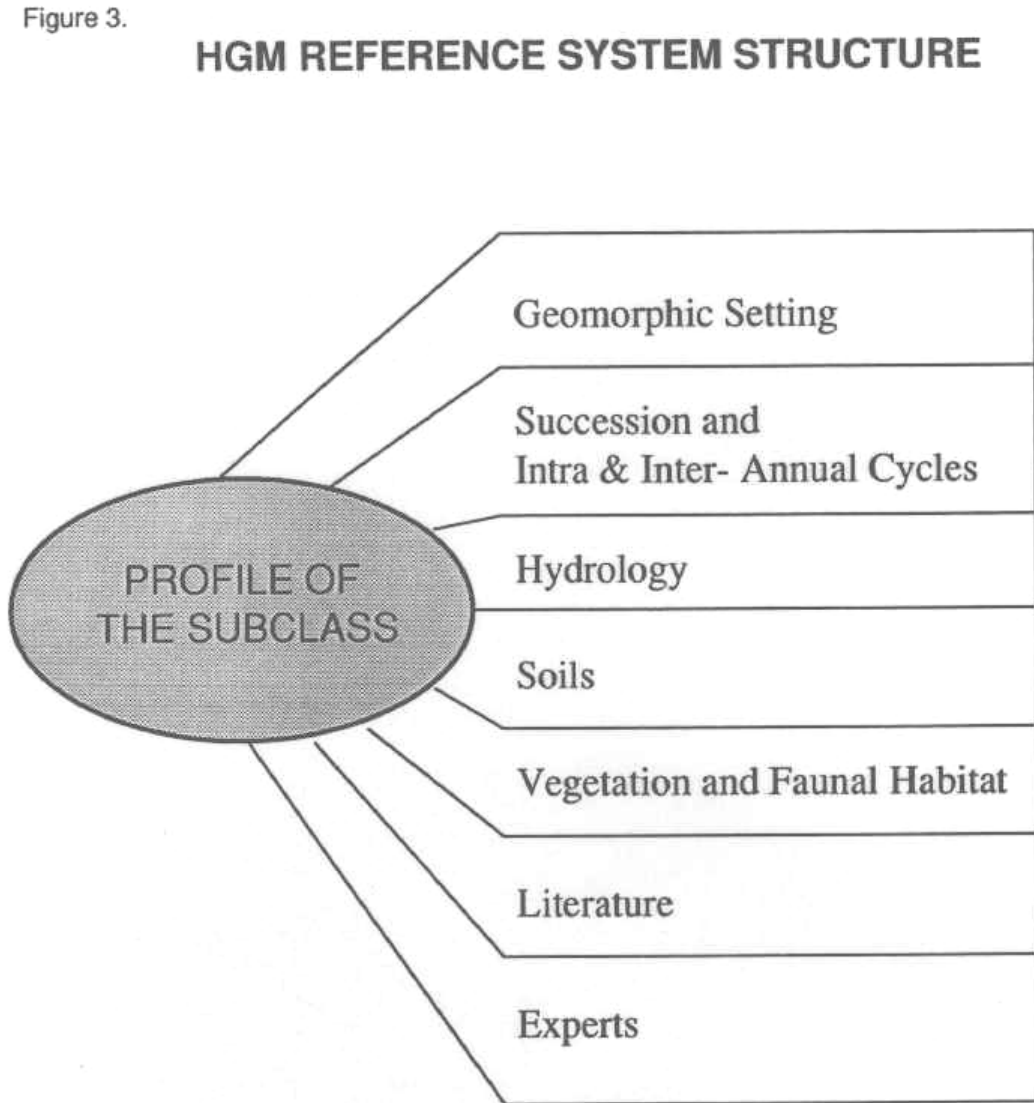 Figure 3.
HGM REFERENCE SYSTEM STRUCTURE
Geomorphic Setting
Succession and
Intra & Inter- Annual Cycles
Hydrology
PROFILE OF
THE SUBCLASS
Soils
Vegetation and Faunal Habitat
Literature
Experts